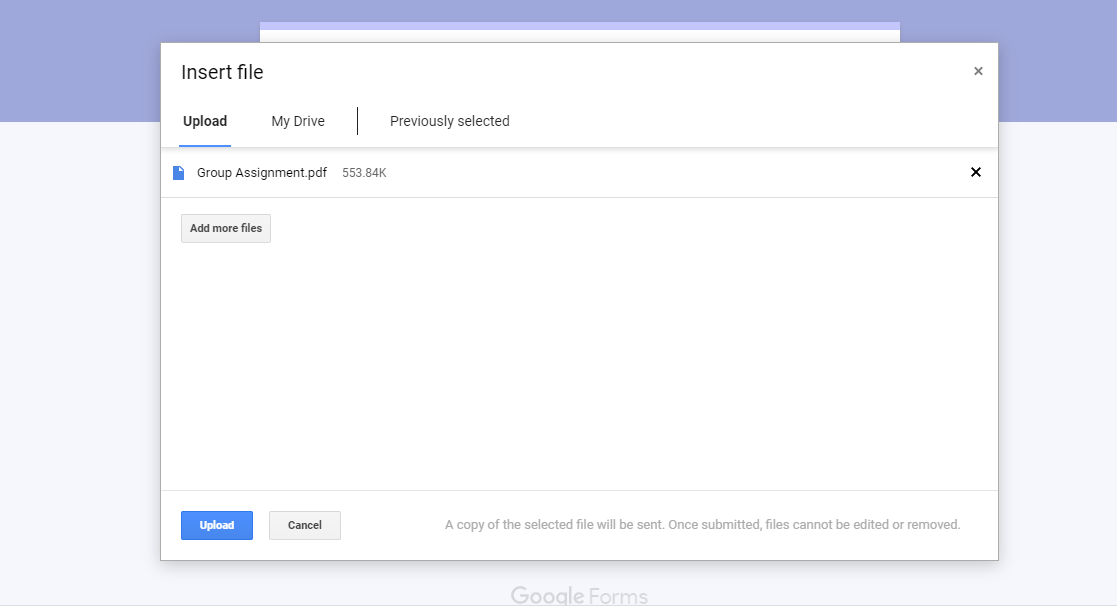 Insert file
×
Upload My Drive Previously selected
Group Assignment.pdf 553.84K
Add more files
Upload Cancel A copy of the selected file will be sent. Once submitted, files cannot be edited or removed.
Google Forms